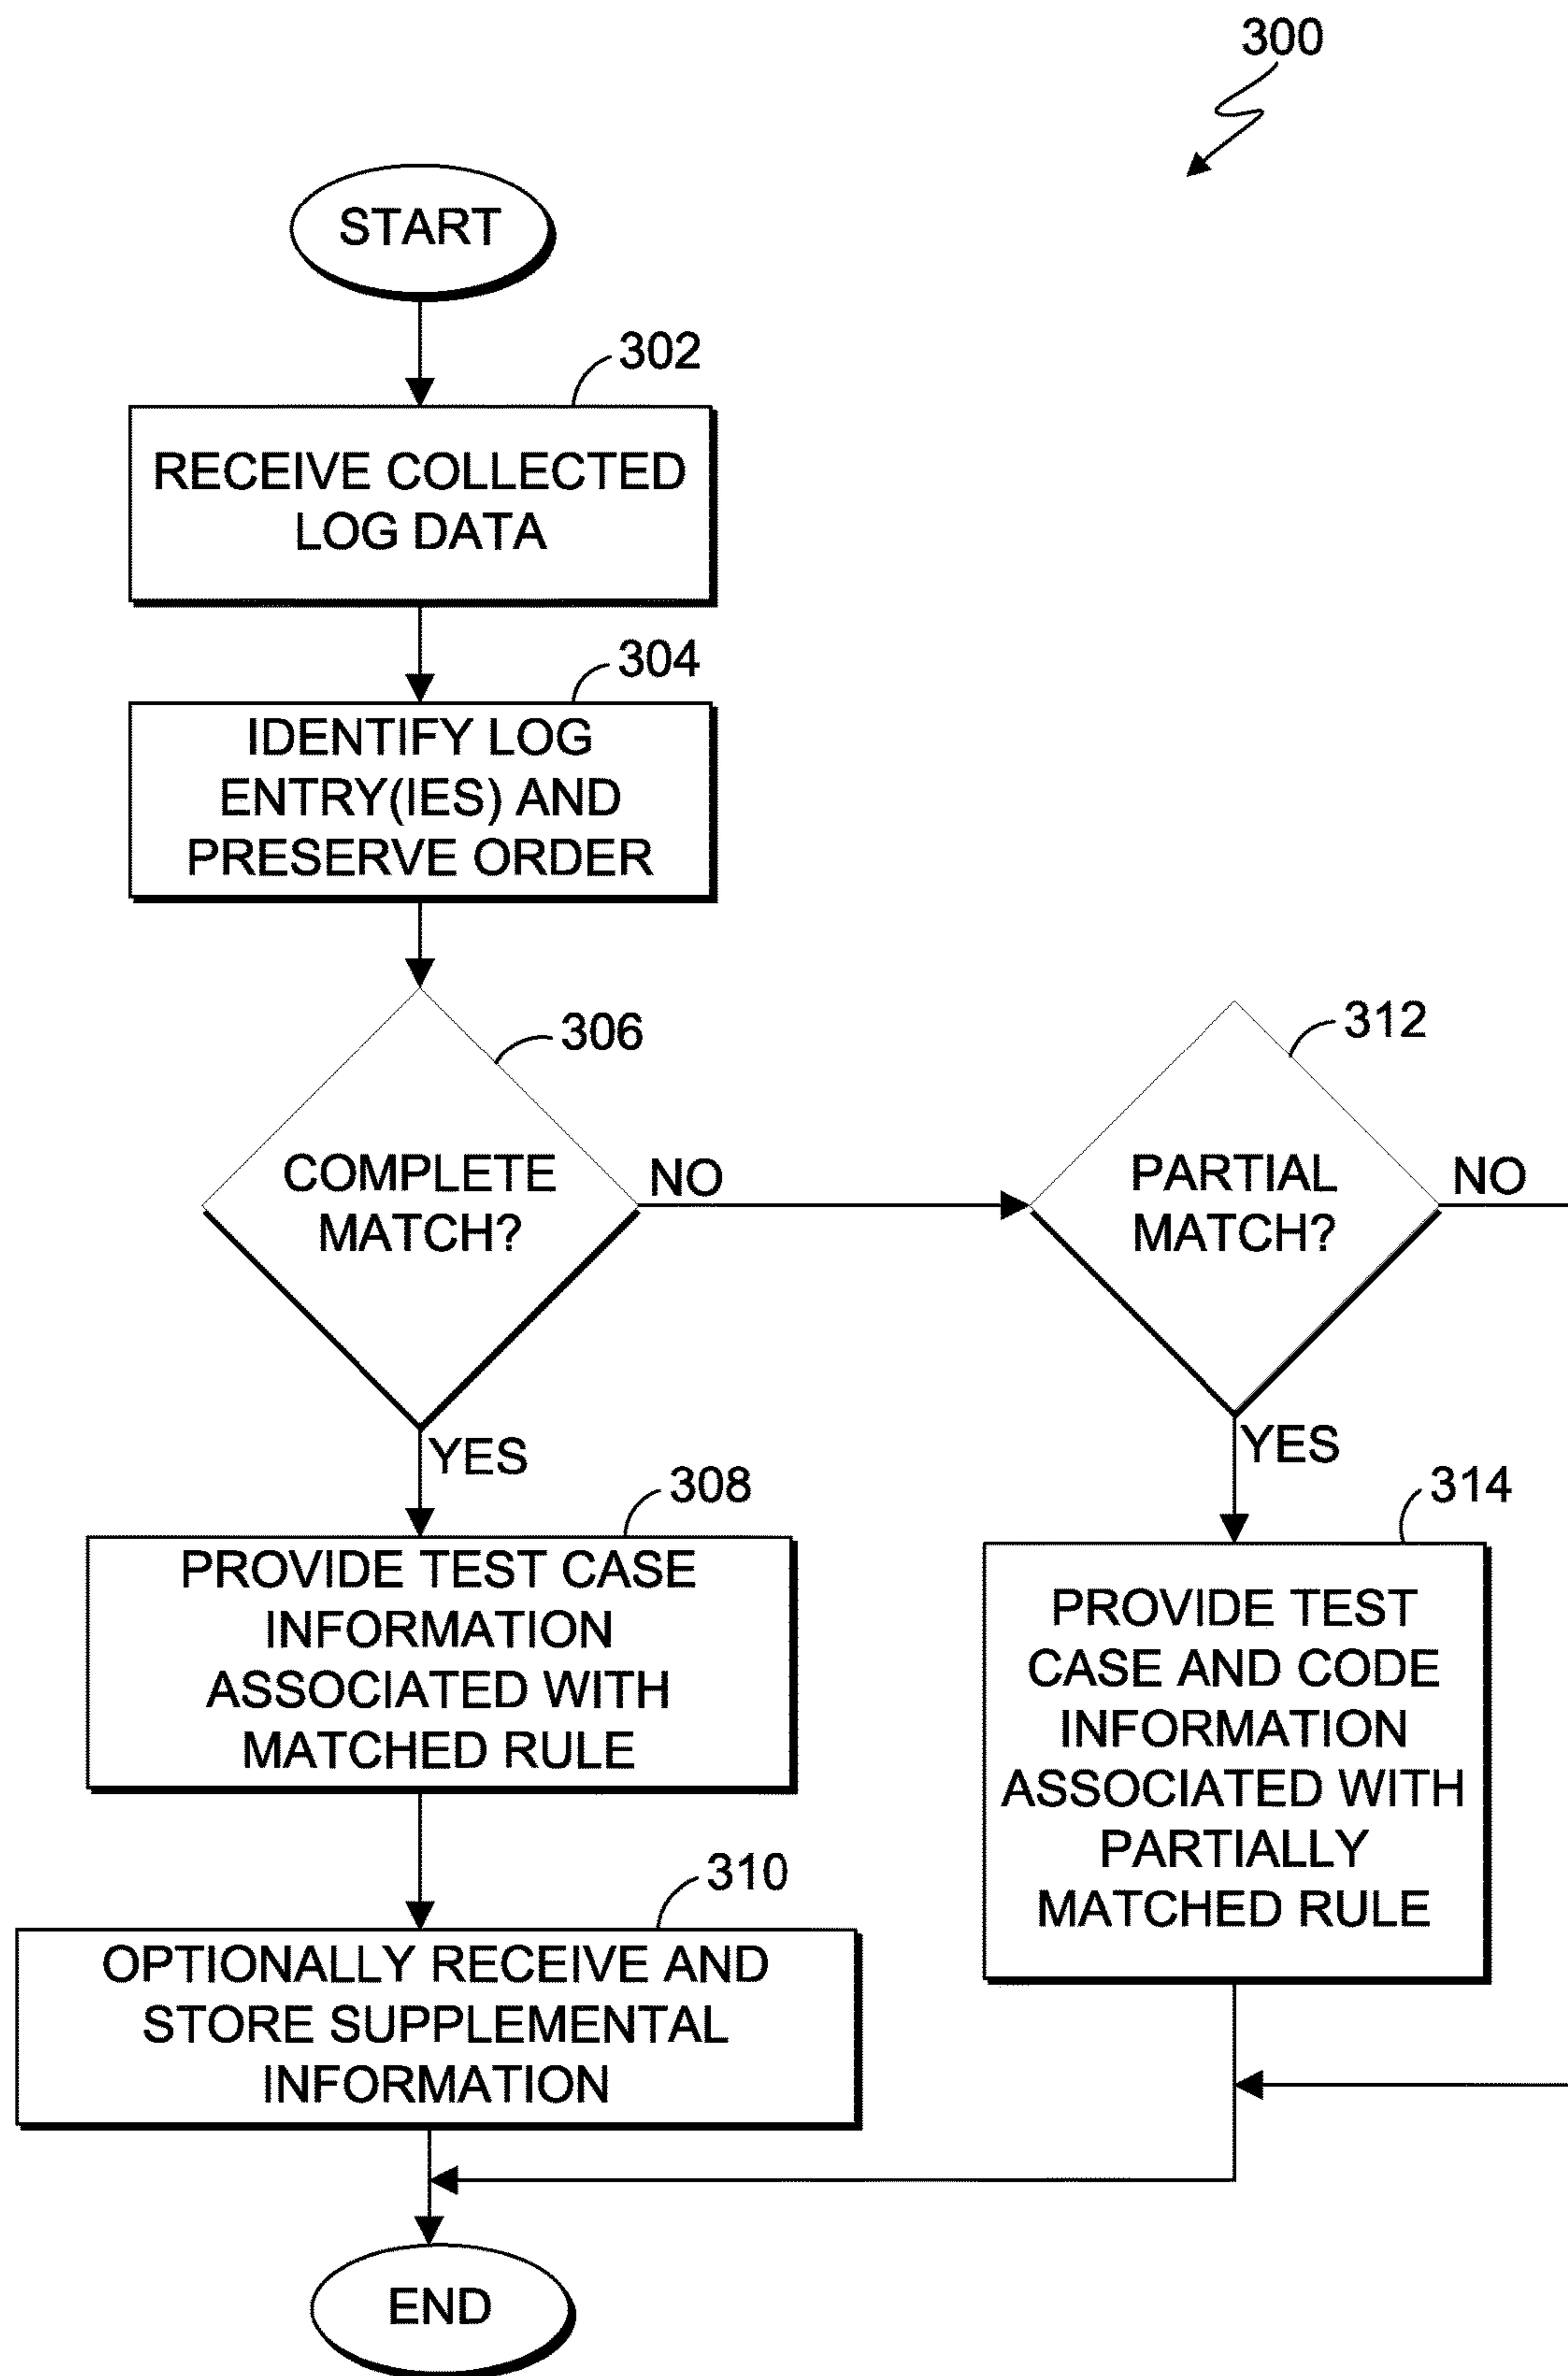 300
START
302
RECEIVE COLLECTED
LOG DATA
304
IDENTIFY LOG
ENTRY(IES) AND
PRESERVE ORDER
306
COMPLETE
MATCH?
NO
312
PARTIAL
MATCH?
NO
YES
308
PROVIDE TEST CASE
INFORMATION
ASSOCIATED WITH
MATCHED RULE
YES
314
PROVIDE TEST
CASE AND CODE
INFORMATION
ASSOCIATED WITH
PARTIALLY
MATCHED RULE
310
OPTIONALLY RECEIVE AND
STORE SUPPLEMENTAL
INFORMATION
END